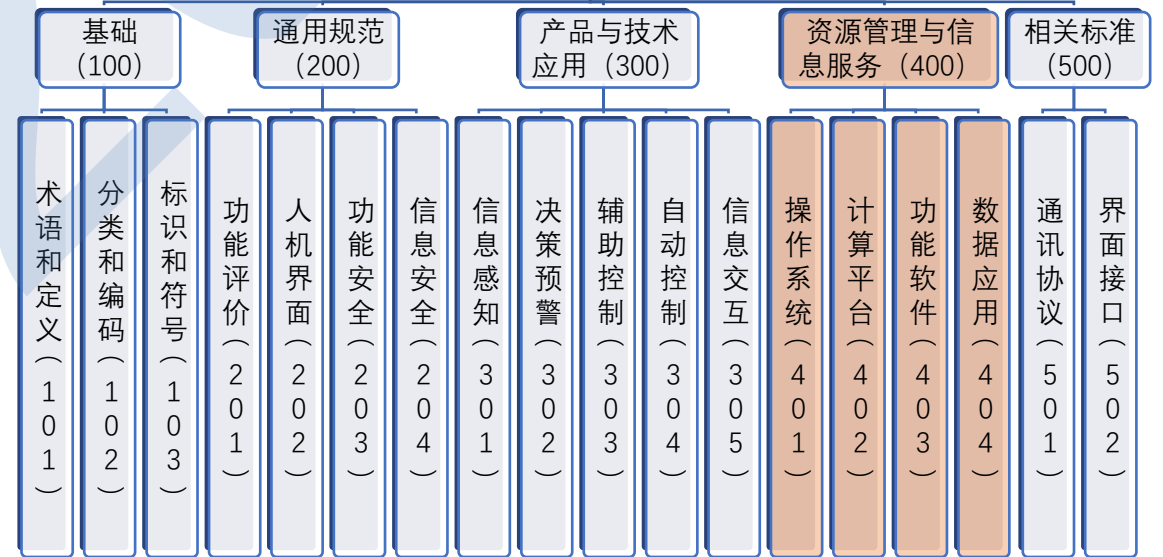 基础
(100)
通用规范
(200)
产品与技术
应用（300）
资源管理与信
息服务（400）
相关标准
(500)
术语和定义（101）
分类和编码（102）
标识和符号（103）
功能评价（201）
人机界面（202）
功能安全（203）
信息安全（204）
信息感知（301）
决策预警（302）
辅助控制（303）
自动控制（304）
信息交互（305）
操作系统（401）
计算平台（402）
功能软件（403）
数据应用（404）
通讯协议（501）
界面接口（502）